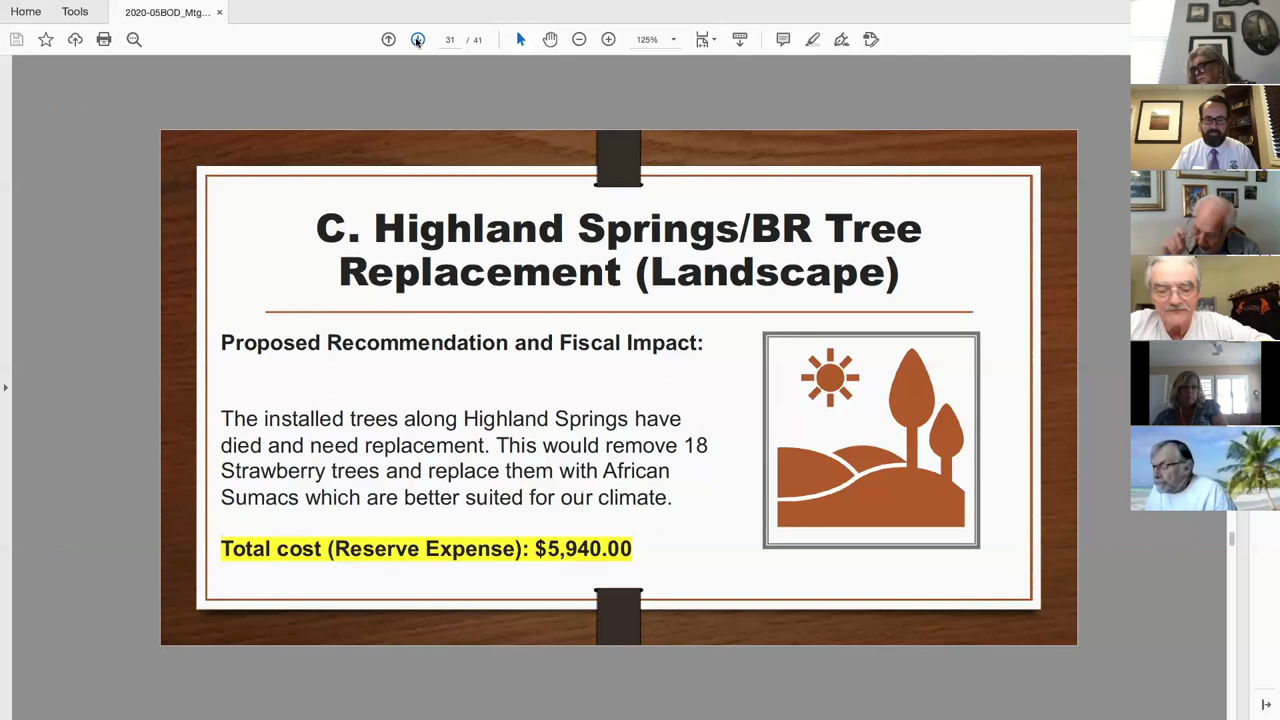 Home Tools 2020-05BOD_Mtg... ×
31 / 41 125%
C. Highland Springs/BR Tree
Replacement (Landscape)
Proposed Recommendation and Fiscal Impact:
The installed trees along Highland Springs have
died and need replacement. This would remove 18
Strawberry trees and replace them with African
Sumacs which are better suited for our climate.
Total cost (Reserve Expense): $5,940.00